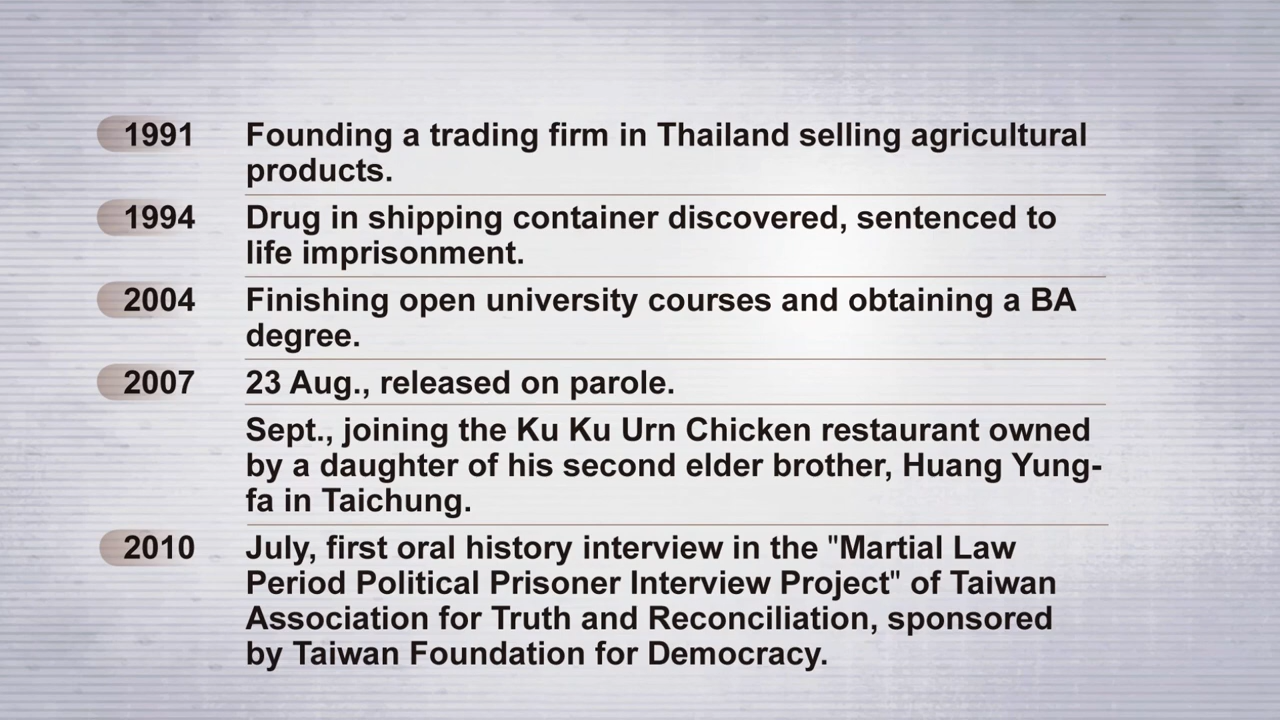 1991 Founding a trading firm in Thailand selling agricultural
products.
1994 Drug in shipping container discovered, sentenced to
life imprisonment.
2004 Finishing open university courses and obtaining a BA
degree.
2007 23 Aug., released on parole.
Sept., joining the Ku Ku Urn Chicken restaurant owned
by a daughter of his second elder brother, Huang Yung-
fa in Taichung.
2010 July, first oral history interview in the "Martial Law
Period Political Prisoner Interview Project" of Taiwan
Association for Truth and Reconciliation, sponsored
by Taiwan Foundation for Democracy.